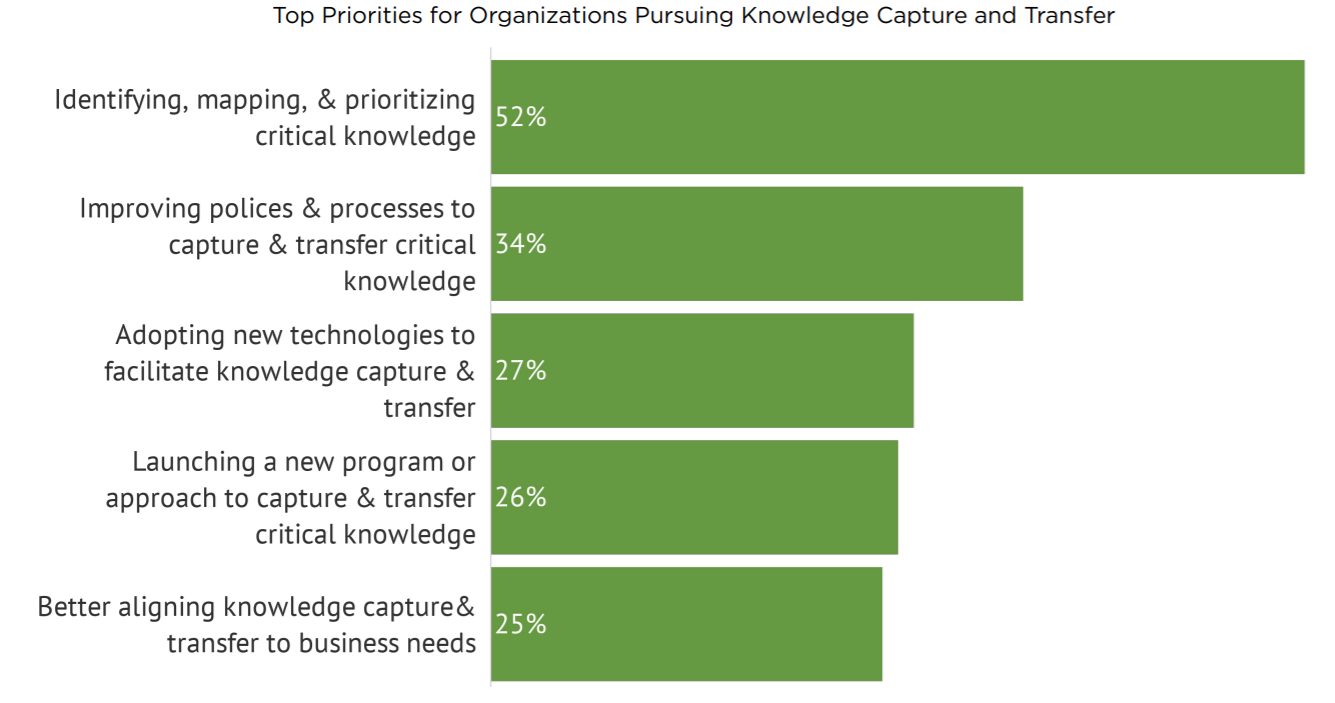 Top Priorities for Organizations Pursuing Knowledge Capture and Transfer
Identifying, mapping, & prioritizing
critical knowledge
52%
Improving polices & processes to
capture & transfer critical
knowledge
34%
Adopting new technologies to
facilitate knowledge capture &
transfer
27%
Launching a new program or
approach to capture & transfer
critical knowledge
26%
Better aligning knowledge capture&
transfer to business needs
25%